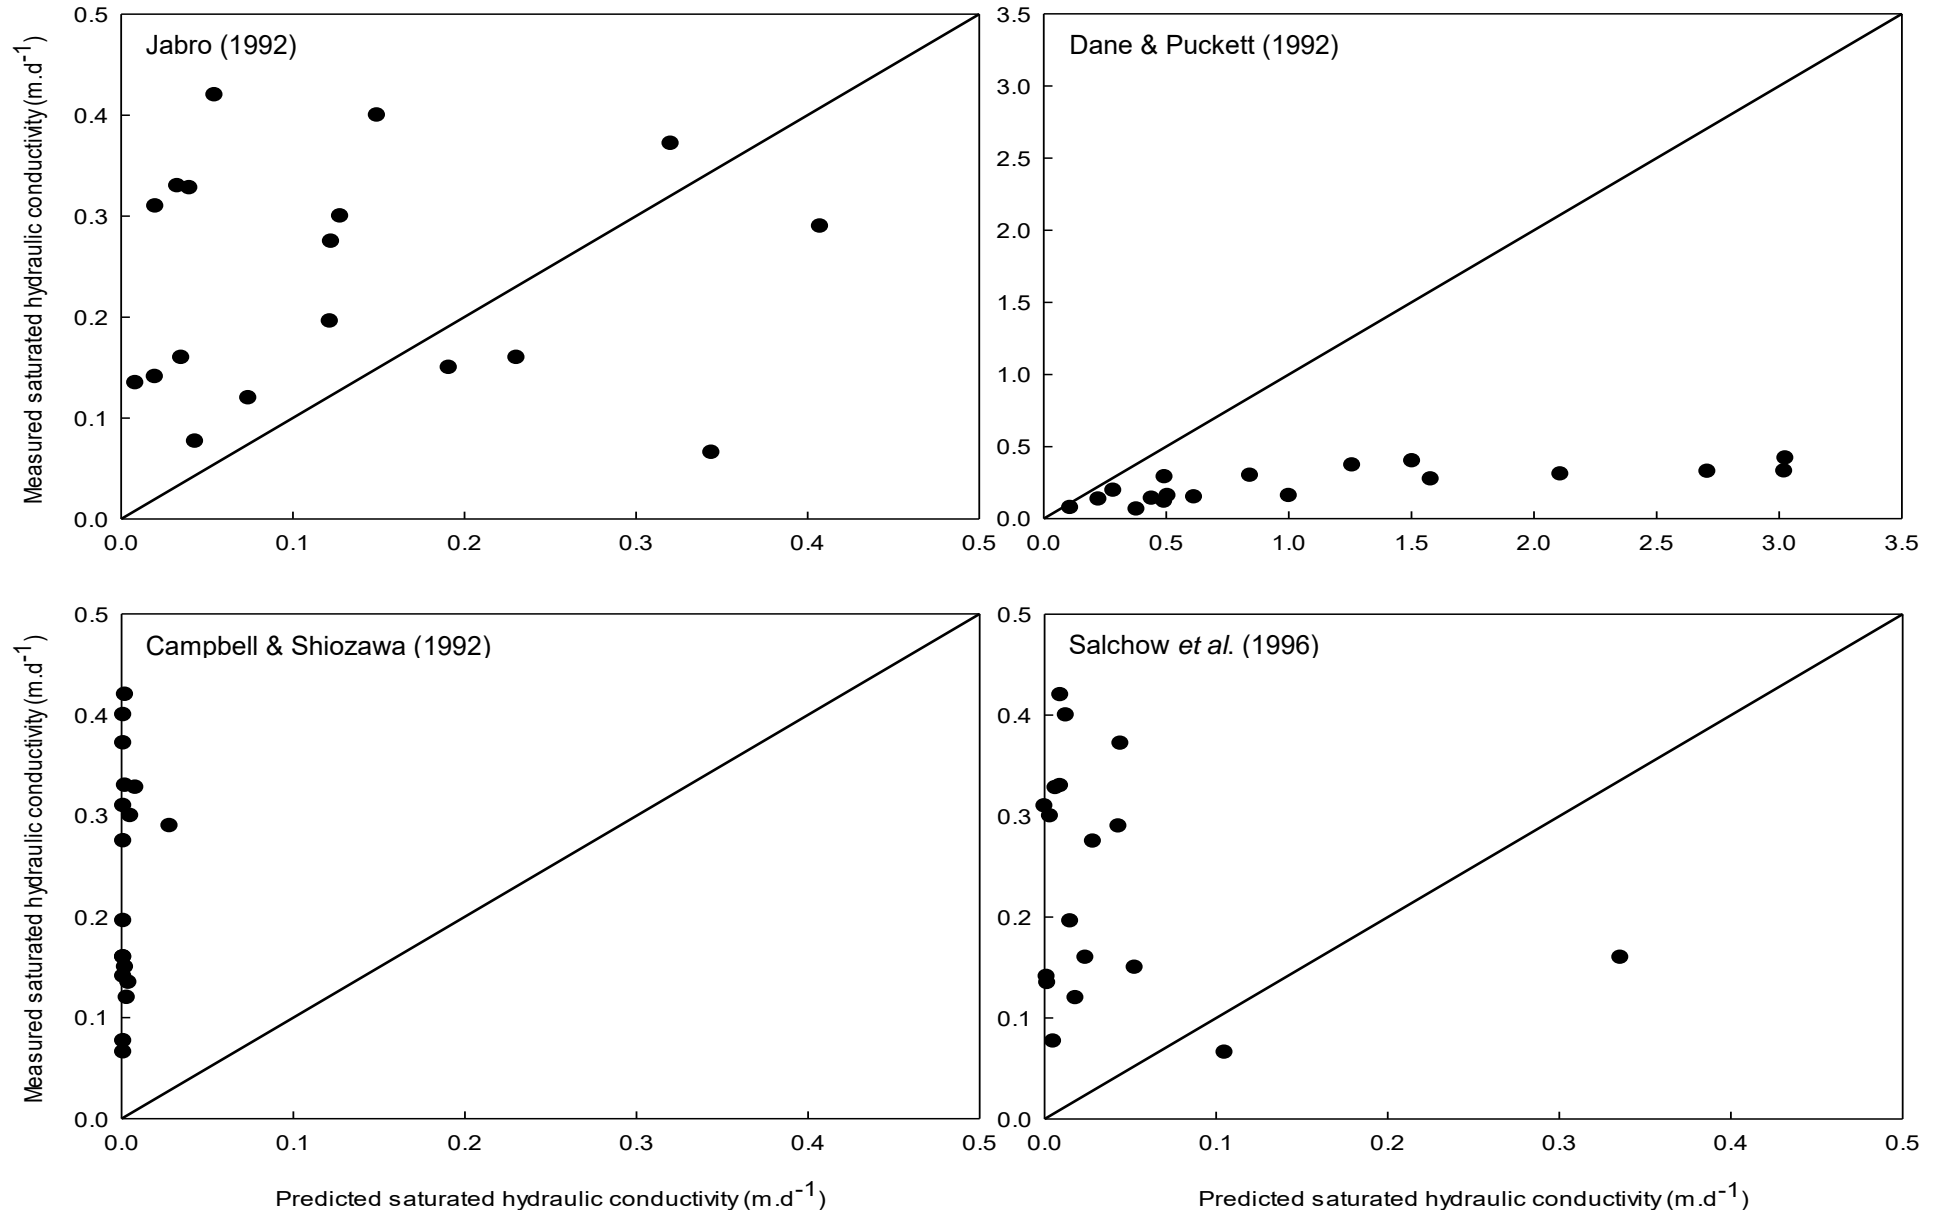 Jabro (1992)
Measured saturated hydraulic conductivity (m.d-1)
0.5
0.4
0.3
0.2
0.1
0.0
0.0 0.1 0.2 0.3 0.4 0.5
Dane & Puckett (1992)
3.5
3.0
2.5
2.0
1.5
1.0
0.5
0.0
0.0 0.5 1.0 1.5 2.0 2.5 3.0 3.5
Campbell & Shiozawa (1992)
Measured saturated hydraulic conductivity (m.d-1)
0.5
0.4
0.3
0.2
0.1
0.0
0.0 0.1 0.2 0.3 0.4 0.5
Predicted saturated hydraulic conductivity (m.d-1)
Salchow et al. (1996)
0.5
0.4
0.3
0.2
0.1
0.0
0.0 0.1 0.2 0.3 0.4 0.5
Predicted saturated hydraulic conductivity (m.d-1)